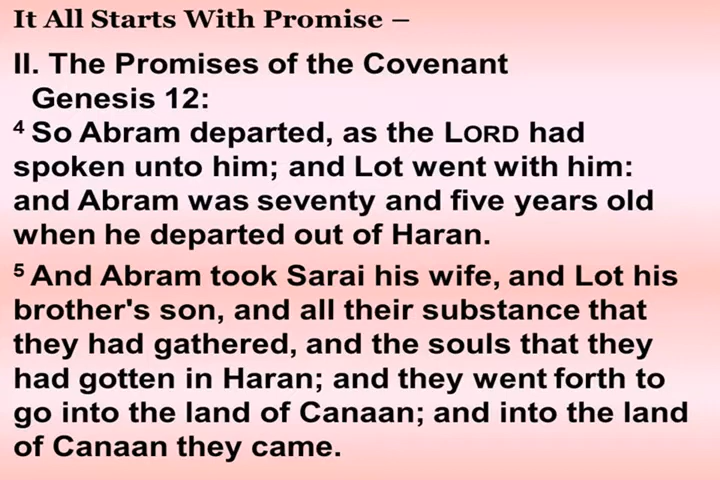 It All Starts With Promise –
II. The Promises of the Covenant
Genesis 12:
4 So Abram departed, as the LORD had
spoken unto him; and Lot went with him:
and Abram was seventy and five years old
when he departed out of Haran.
5 And Abram took Sarai his wife, and Lot his
brother's son, and all their substance that
they had gathered, and the souls that they
had gotten in Haran; and they went forth to
go into the land of Canaan; and into the land
of Canaan they came.